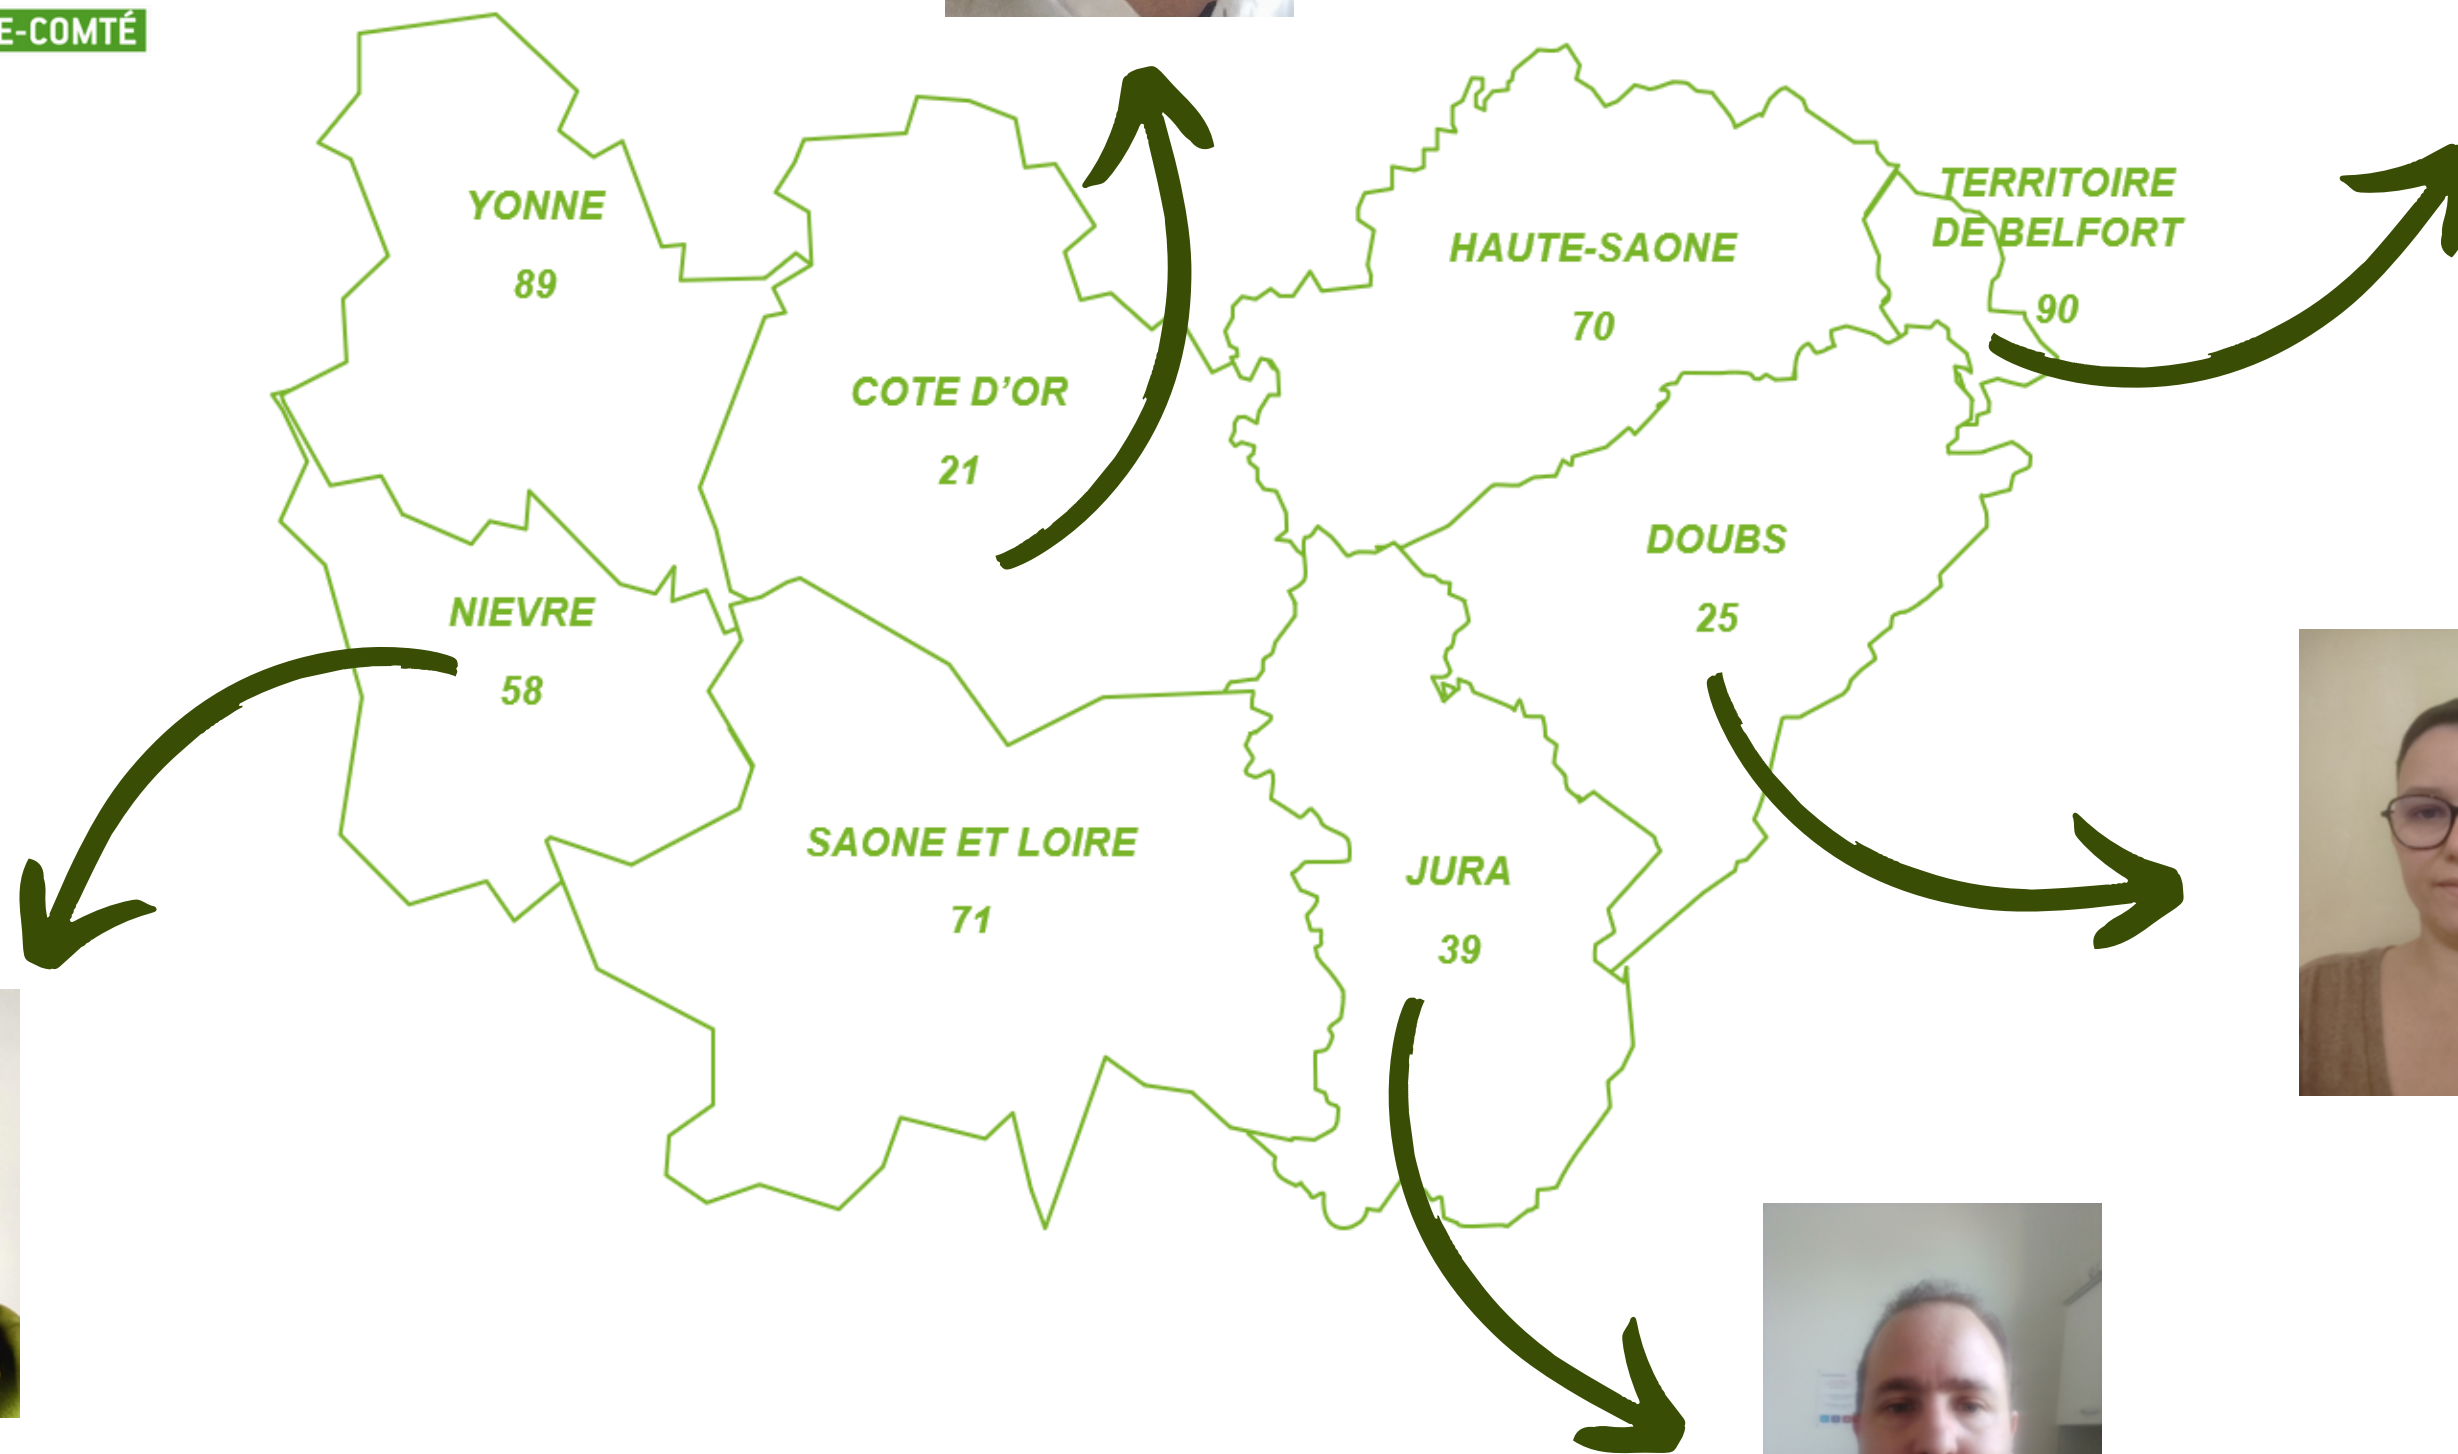 E-COMTÉ
YONNE
89
COTE D’OR
21
HAUTE-SAONE
70
TERRITOIRE
DE BELFORT
90
NIEVRE
58
DOUBS
25
SAONE ET LOIRE
71
JURA
39